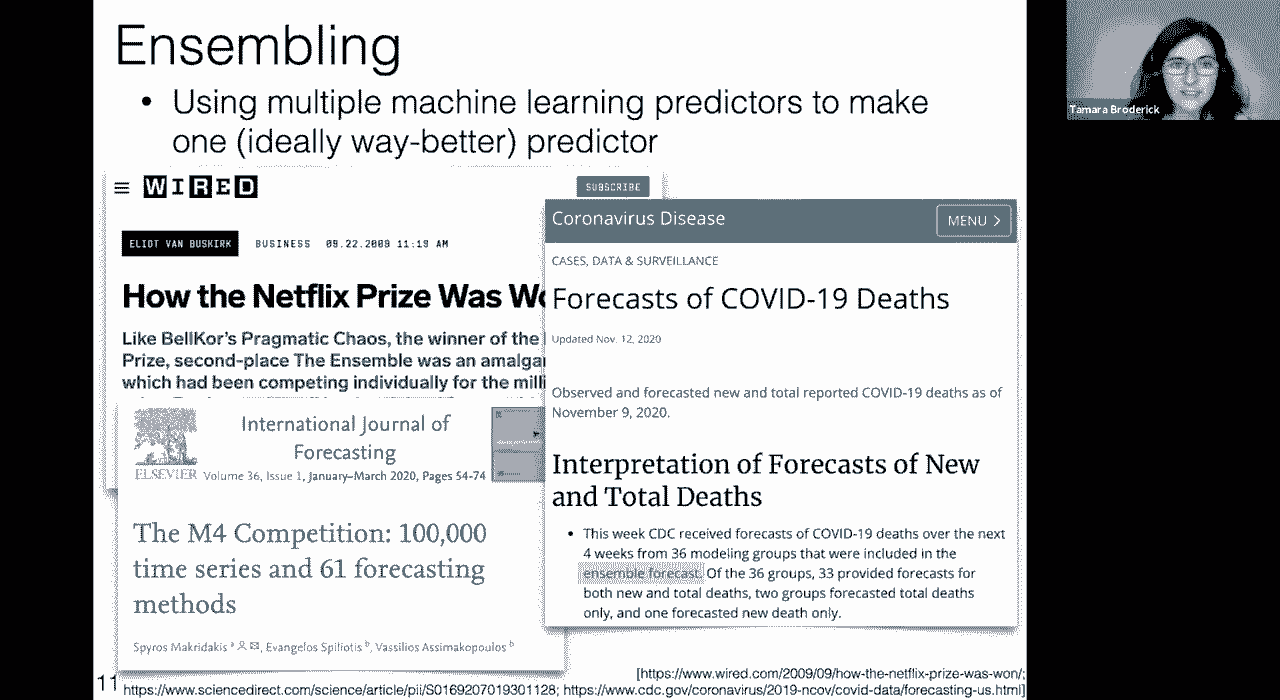 Ensembling
• Using multiple machine learning predictors to make
one (ideally way-better) predictor
WIRED
SUBSCRIBE
ELIOT VAN BUSKIRK BUSINESS 09.22.2009 11:19 AM
How the Netflix Prize Was Wo
Like BellKor's Pragmatic Chaos, the winner of the
Prize, second-place The Ensemble was an amalga
which had been competing individually for the milli
International Journal of
Forecasting
ELSEVIER Volume 36, Issue 1, January–March 2020, Pages 54-74
The M4 Competition: 100,000
time series and 61 forecasting
methods
Spyros Makridakis a, Evangelos Spiliotis b, Vassilios Assimakopoulos b
Coronavirus Disease
MENU >
CASES, DATA & SURVEILLANCE
Forecasts of COVID-19 Deaths
Updated Nov. 12, 2020
Observed and forecasted new and total reported COVID-19 deaths as of
November 9, 2020.
Interpretation of Forecasts of New
and Total Deaths
• This week CDC received forecasts of COVID-19 deaths over the next
4 weeks from 36 modeling groups that were included in the
ensemble forecast. Of the 36 groups, 33 provided forecasts for
both new and total deaths, two groups forecasted total deaths
only, and one forecasted new death only.
11
[https://www.wired.com/2009/09/how-the-netflix-prize-was-won/;
https://www.sciencedirect.com/science/article/pii/S0169207019301128; https://www.cdc.gov/coronavirus/2019-ncov/covid-data/forecasting-us.html]
Tamara Broderick